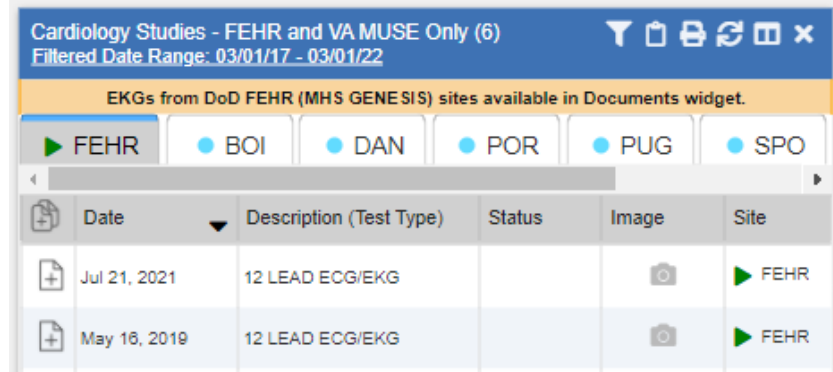 Cardiology Studies - FEHR and VA MUSE Only (6)
Filtered Date Range: 03/01/17 - 03/01/22
EKGs from DoD FEHR (MHS GENESIS) sites available in Documents widget.
FEHR BOI DAN POR PUG SPO
Date Description (Test Type) Status Image Site
Jul 21, 2021 12 LEAD ECG/EKG FEHR
May 16, 2019 12 LEAD ECG/EKG FEHR